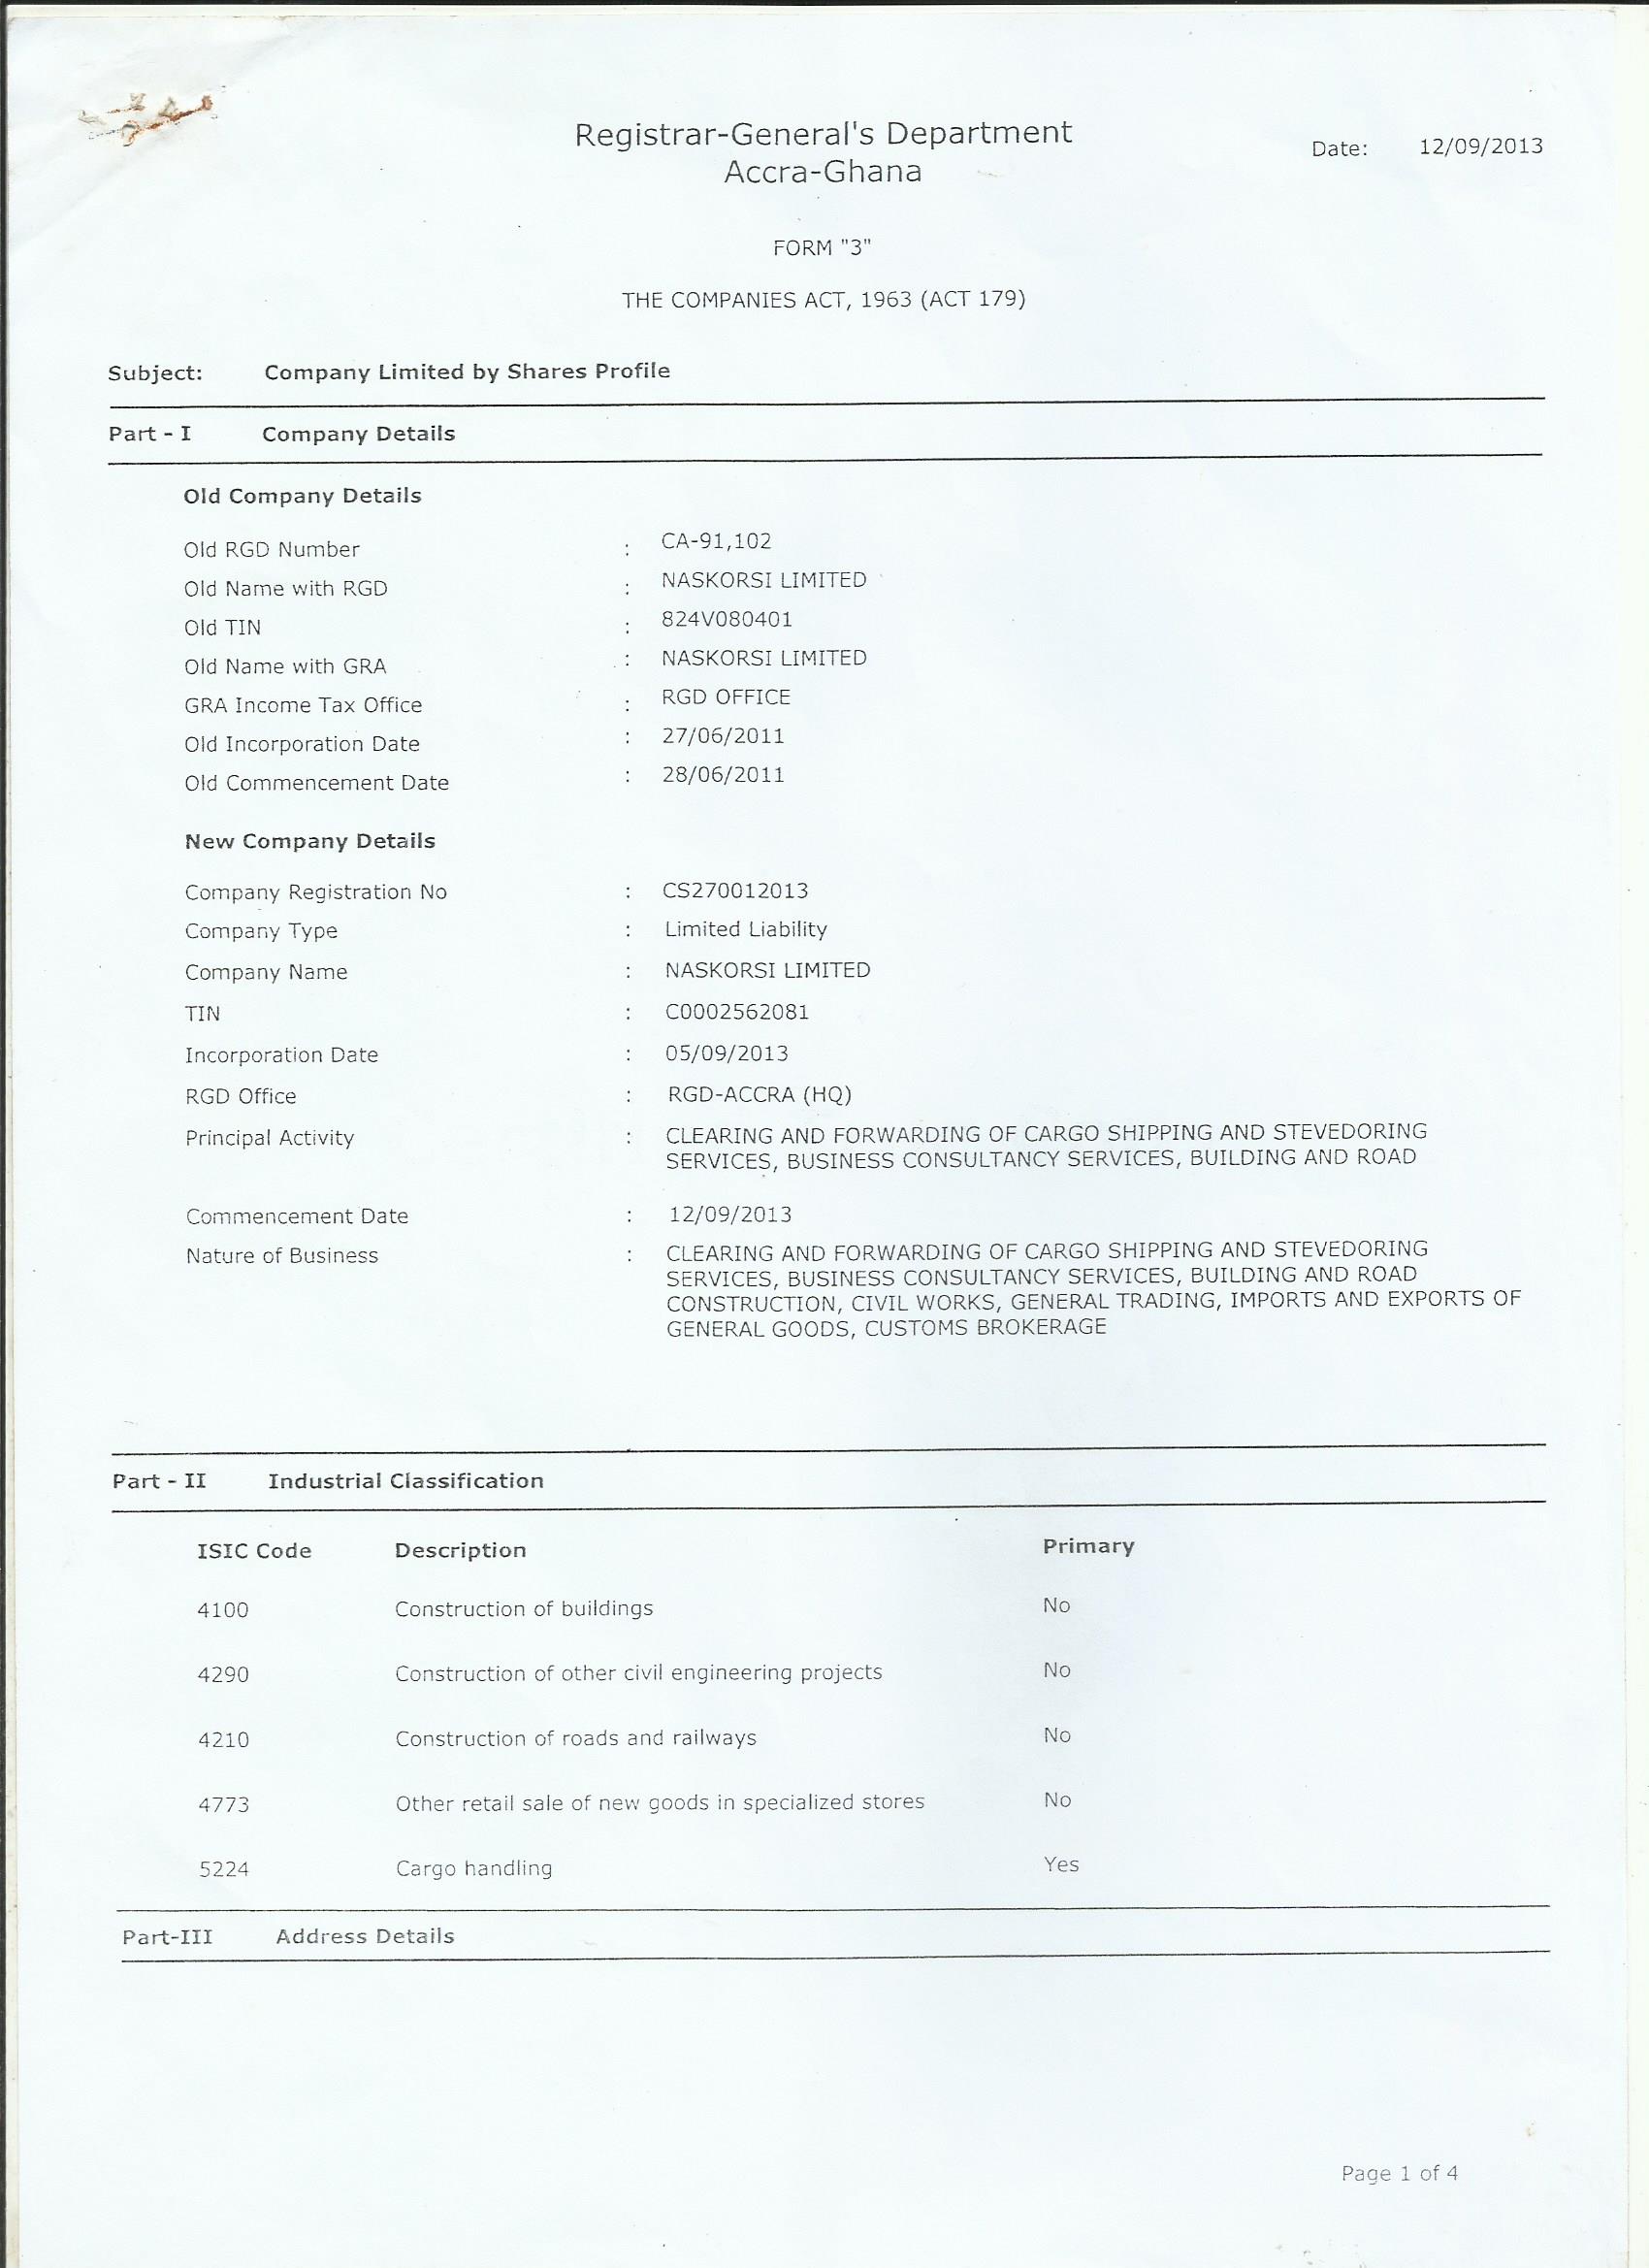 Registrar-General's Department
Accra-Ghana
Date: 12/09/2013
FORM "3"
THE COMPANIES ACT, 1963 (ACT 179)
Subject: Company Limited by Shares Profile
Part - I Company Details
Old Company Details
Old RGD Number : CA-91,102
Old Name with RGD : NASKORSI LIMITED
Old TIN : 824V080401
Old Name with GRA : NASKORSI LIMITED
GRA Income Tax Office : RGD OFFICE
Old Incorporation Date : 27/06/2011
Old Commencement Date : 28/06/2011
New Company Details
Company Registration No : CS270012013
Company Type : Limited Liability
Company Name : NASKORSI LIMITED
TIN : C0002562081
Incorporation Date : 05/09/2013
RGD Office : RGD-ACCRA (HQ)
Principal Activity : CLEARING AND FORWARDING OF CARGO SHIPPING AND STEVEDORING
SERVICES, BUSINESS CONSULTANCY SERVICES, BUILDING AND ROAD
Commencement Date : 12/09/2013
Nature of Business : CLEARING AND FORWARDING OF CARGO SHIPPING AND STEVEDORING
SERVICES, BUSINESS CONSULTANCY SERVICES, BUILDING AND ROAD
CONSTRUCTION, CIVIL WORKS, GENERAL TRADING, IMPORTS AND EXPORTS OF
GENERAL GOODS, CUSTOMS BROKERAGE
Part - II Industrial Classification
ISIC Code Description Primary
4100 Construction of buildings No
4290 Construction of other civil engineering projects No
4210 Construction of roads and railways No
4773 Other retail sale of new goods in specialized stores No
5224 Cargo handling Yes
Part-III Address Details
Page 1 of 4